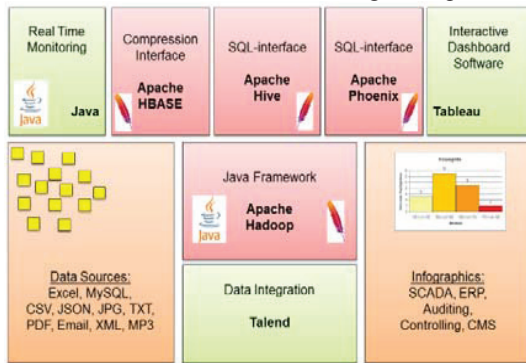 Real Time
Monitoring
Java
Java
Compression
Interface
Apache
HBASE
SQL-interface
Apache
Hive
SQL-interface
Apache
Phoenix
Interactive
Dashboard
Software
Tableau
Data Sources:
Excel, MySQL,
CSV, JSON, JPG, TXT,
PDF, Email, XML, MP3
Java Framework
Java
Apache
Hadoop
Data Integration
Talend
Infographics:
SCADA, ERP,
Auditing,
Controlling, CMS